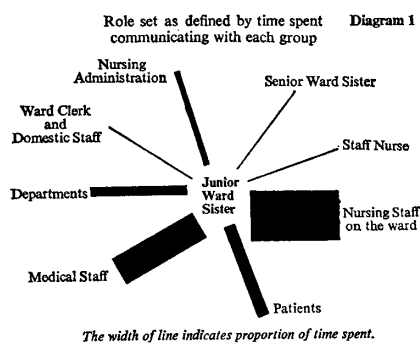 Role set as defined by time spent
communicating with each group
Diagram 1
Nursing
Administration
Senior Ward Sister
Ward Clerk
and
Domestic Staff
Staff Nurse
Departments
Junior
Ward
Sister
Nursing Staff
on the ward
Medical Staff
Patients
The width of line indicates proportion of time spent.